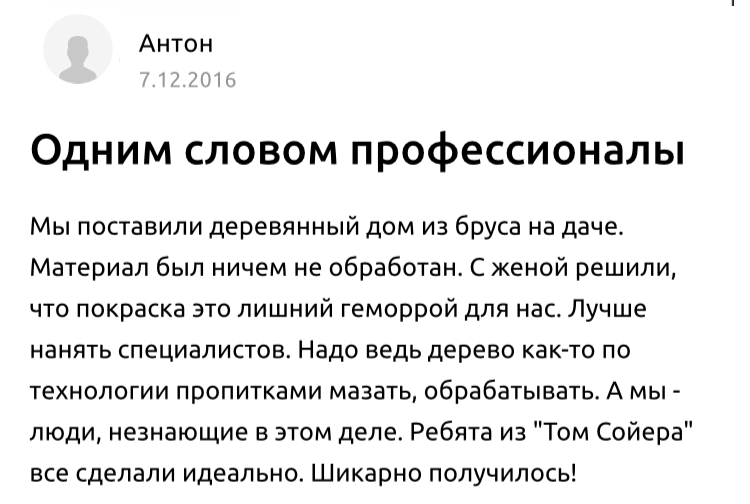 Антон
7.12.2016
Одним словом профессионалы
Мы поставили деревянный дом из бруса на даче.
Материал был ничем не обработан. С женой решили,
что покраска это лишний геморрой для нас. Лучше
нанять специалистов. Надо ведь дерево как-то по
технологии пропитками мазать, обрабатывать. А мы -
люди, незнающие в этом деле. Ребята из "Том Сойера"
все сделали идеально. Шикарно получилось!